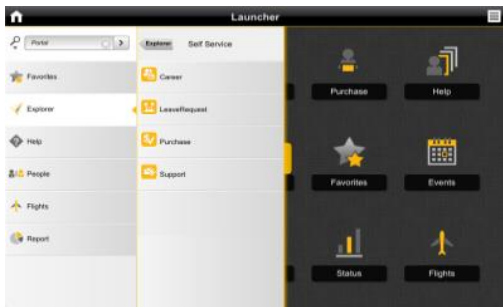 Launcher
Portal
Explorer
Self Service
Favorites
Explorer
Help
People
Flights
Report
Career
LeaveRequest
Purchase
Support
Purchase
Help
Favorites
Events
Status
Flights